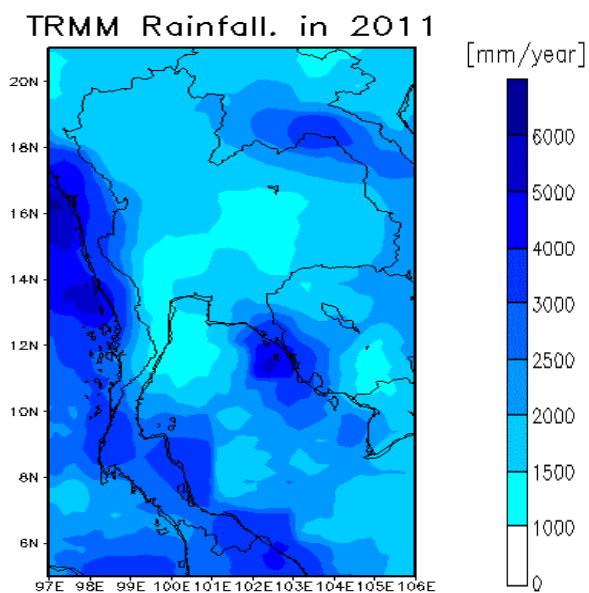 TRMM Rainfall. in 2011
[mm/year]
20N
18N
16N
14N
12N
10N
8N
6N
97E 98E 99E 100E 101E 102E 103E 104E 105E 106E
6000
5000
4000
3000
2500
2000
1500
1000
0